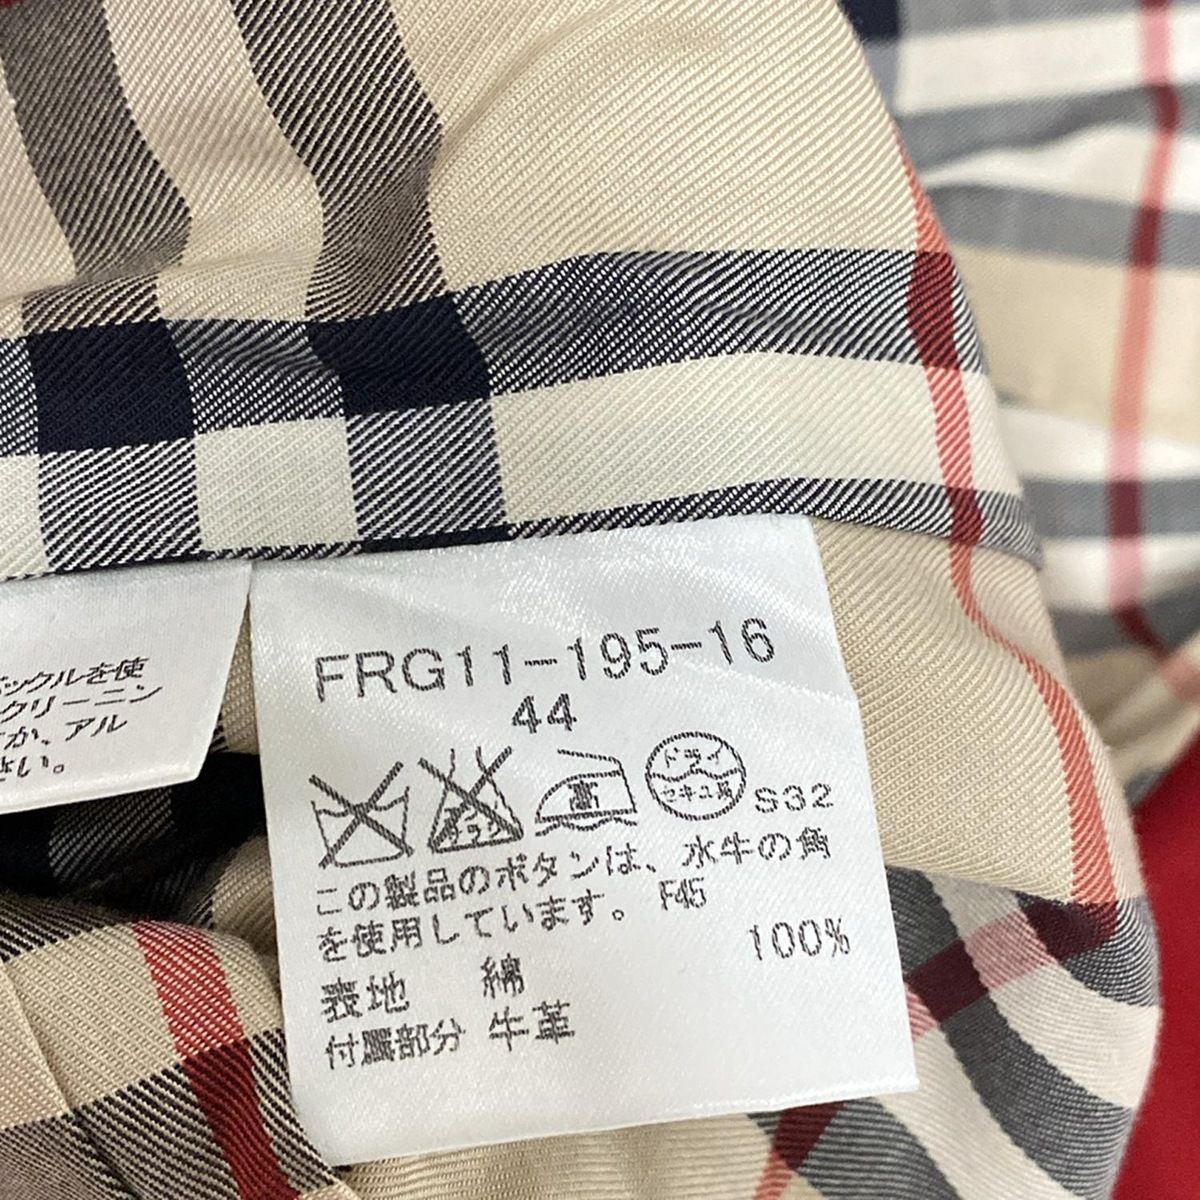 ックルを使
クリーニン
か、アル
さい。
FRG11-195-16
44
高
ドライ
セキユ系
S32
この製品のボタンは、水牛の角
を使用しています。 F45
100%
表地 綿
付属部分 牛革